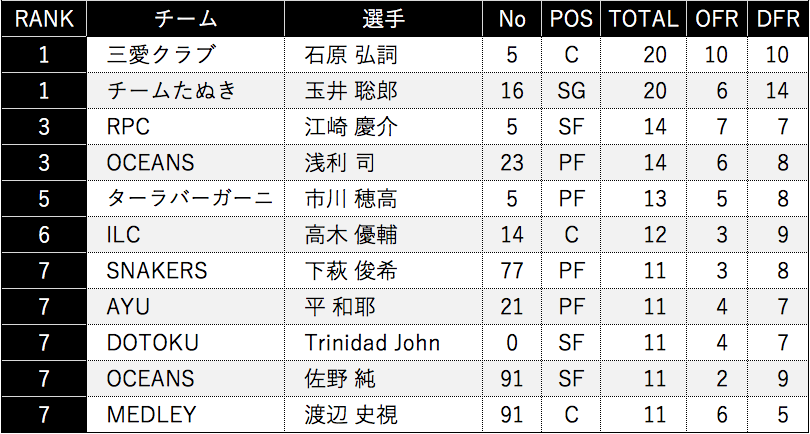 RANK チーム 選手 No POS TOTAL OFR DFR
1 三愛クラブ 石原 弘詞 5 C 20 10 10
1 チームたぬき 玉井 聡郎 16 SG 20 6 14
3 RPC 江崎 慶介 5 SF 14 7 7
3 OCEANS 浅利 司 23 PF 14 6 8
5 ターラバーガーニ 市川 穂高 5 PF 13 5 8
6 ILC 高木 優輔 14 C 12 3 9
7 SNAKERS 下萩 俊希 77 PF 11 3 8
7 AYU 平 和耶 21 PF 11 4 7
7 DOTOKU Trinidad John 0 SF 11 4 7
7 OCEANS 佐野 純 91 SF 11 2 9
7 MEDLEY 渡辺 史視 91 C 11 6 5